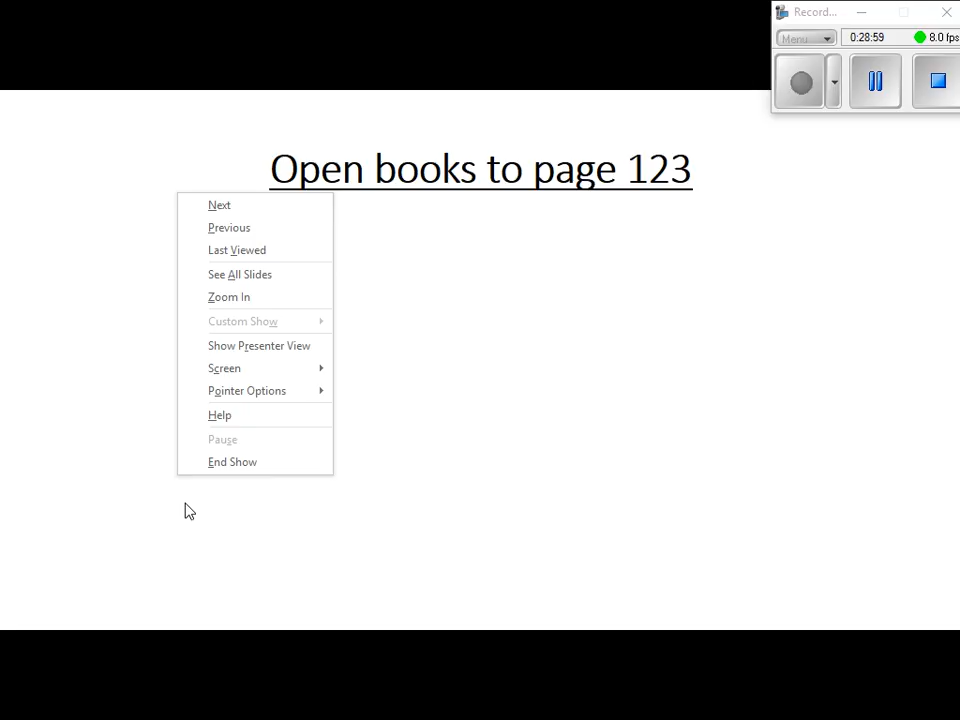 Record...
Menu
0:28:59
8.0 fps
Open books to page 123
Next
Previous
Last Viewed
See All Slides
Zoom In
Custom Show
Show Presenter View
Screen
Pointer Options
Help
Pause
End Show